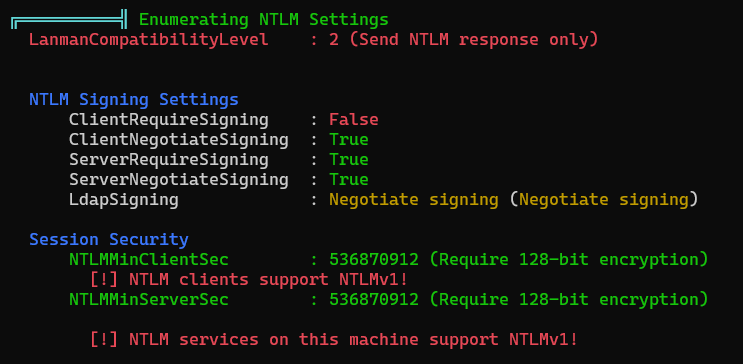 Enumerating NTLM Settings
LanmanCompatibilityLevel : 2 (Send NTLM response only)
NTLM Signing Settings
ClientRequireSigning : False
ClientNegotiateSigning : True
ServerRequireSigning : True
ServerNegotiateSigning : True
LdapSigning : Negotiate signing (Negotiate signing)
Session Security
NTLMMinClientSec : 536870912 (Require 128-bit encryption)
[!] NTLM clients support NTLMv1!
NTLMMinServerSec : 536870912 (Require 128-bit encryption)
[!] NTLM services on this machine support NTLMv1!